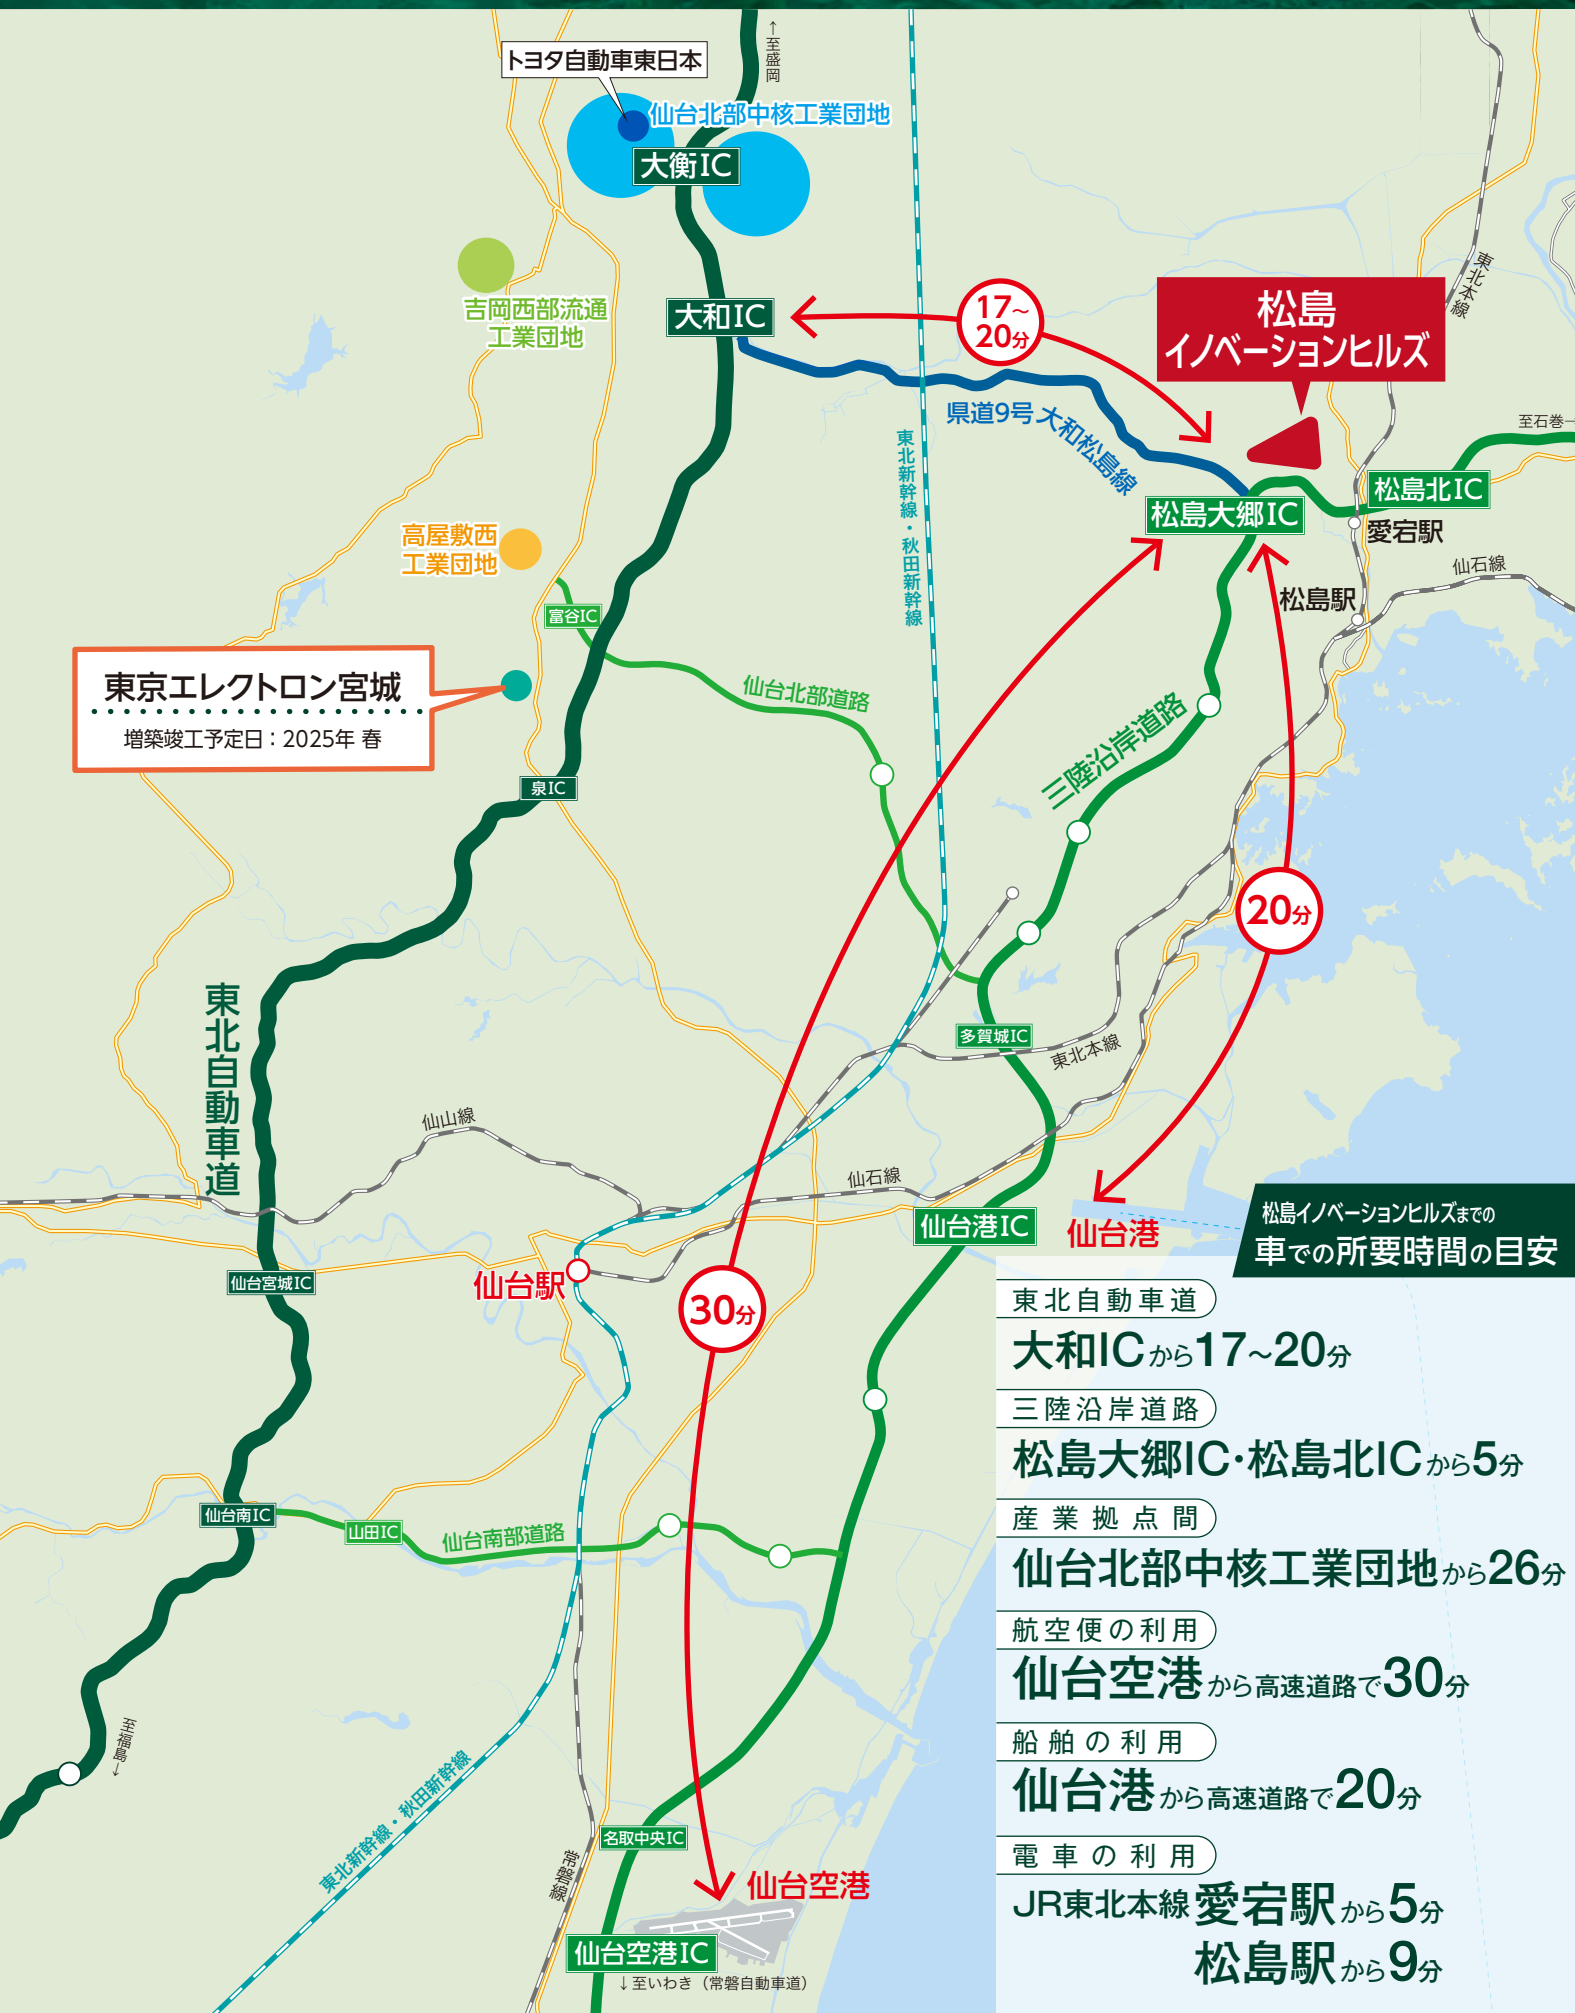 ↑至盛岡
トヨタ自動車東日本
仙台北部中核工業団地
大衡IC
吉岡西部流通
工業団地
大和IC
17～
20分
松島
イノベーションヒルズ
東北本線
至石巻→
県道9号 大和松島線
東北新幹線・秋田新幹線
松島北IC
松島大郷IC
愛宕駅
高屋敷西
工業団地
富谷IC
仙石線
松島駅
東京エレクトロン宮城
増築竣工予定日：2025年 春
仙台北部道路
三陸沿岸道路
泉IC
20分
東北自動車道
多賀城IC
東北本線
仙山線
仙石線
仙台港IC
仙台港
仙台宮城IC
仙台駅
30分
仙台南IC
山田IC
仙台南部道路
至福島→
東北新幹線・秋田新幹線
常磐線
名取中央IC
仙台空港
仙台空港IC
↓至いわき（常磐自動車道）
松島イノベーションヒルズまでの
車での所要時間の目安
東北自動車道
大和ICから17～20分
三陸沿岸道路
松島大郷IC・松島北ICから5分
産業拠点間
仙台北部中核工業団地から26分
航空便の利用
仙台空港から高速道路で30分
船舶の利用
仙台港から高速道路で20分
電車の利用
JR東北本線 愛宕駅から5分
松島駅から9分